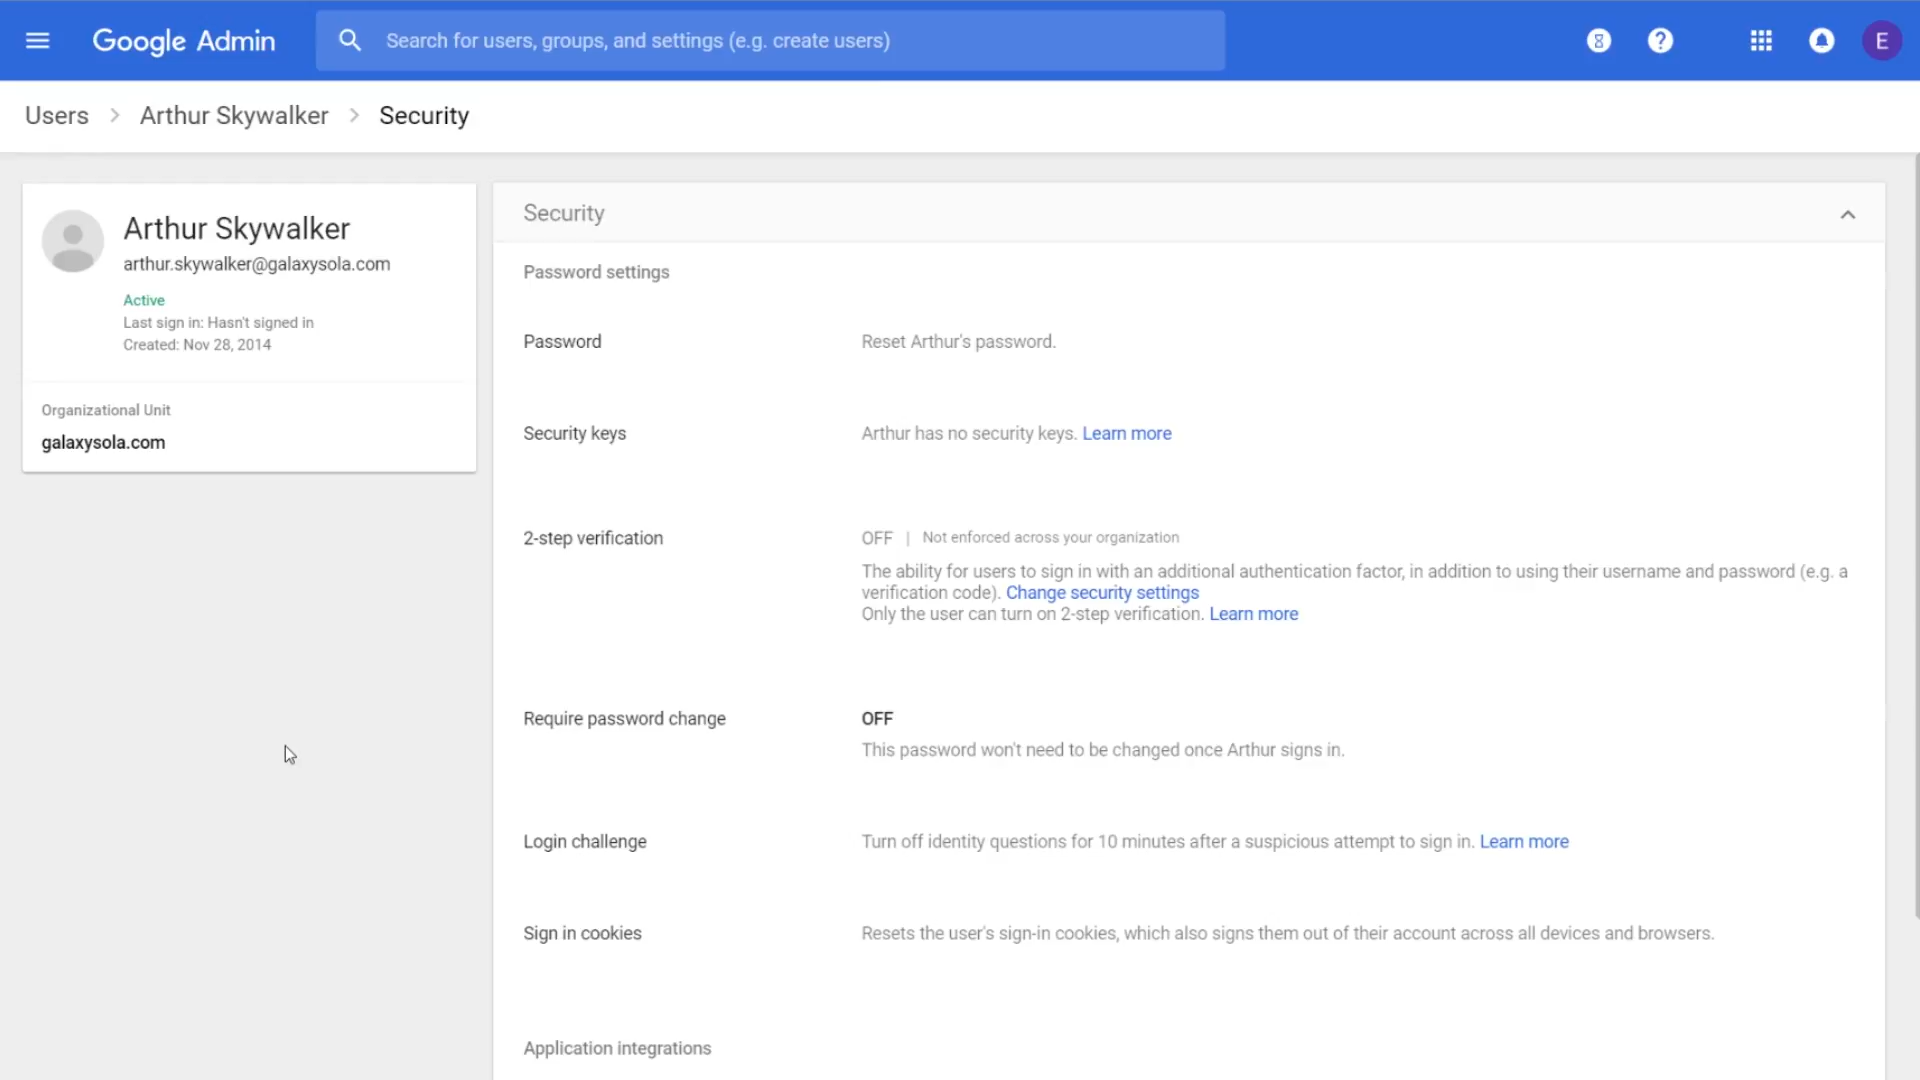 Google Admin
Search for users, groups, and settings (e.g. create users)
E
Users > Arthur Skywalker > Security
Arthur Skywalker
arthur.skywalker@galaxysola.com
Active
Last sign in: Hasn't signed in
Created: Nov 28, 2014
Organizational Unit
galaxysola.com
Security
Password settings
Password
Reset Arthur's password.
Security keys
Arthur has no security keys. Learn more
2-step verification
OFF | Not enforced across your organization
The ability for users to sign in with an additional authentication factor, in addition to using their username and password (e.g. a
verification code). Change security settings
Only the user can turn on 2-step verification. Learn more
Require password change
OFF
This password won't need to be changed once Arthur signs in.
Login challenge
Turn off identity questions for 10 minutes after a suspicious attempt to sign in. Learn more
Sign in cookies
Resets the user's sign-in cookies, which also signs them out of their account across all devices and browsers.
Application integrations